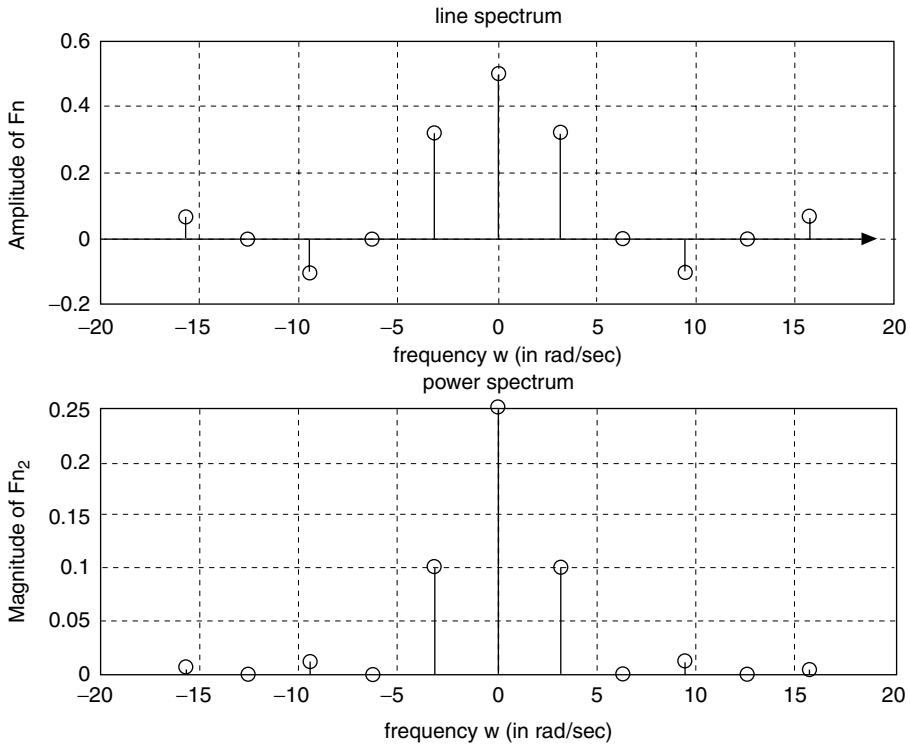 line spectrum
0.6
0.4
0.2
0
−0.2
Amplitude of Fn
−20 −15 −10 −5 0 5 10 15 20
frequency w (in rad/sec)
power spectrum
0.25
0.2
0.15
0.1
0.05
0
Magnitude of Fn2
−20 −15 −10 −5 0 5 10 15 20
frequency w (in rad/sec)